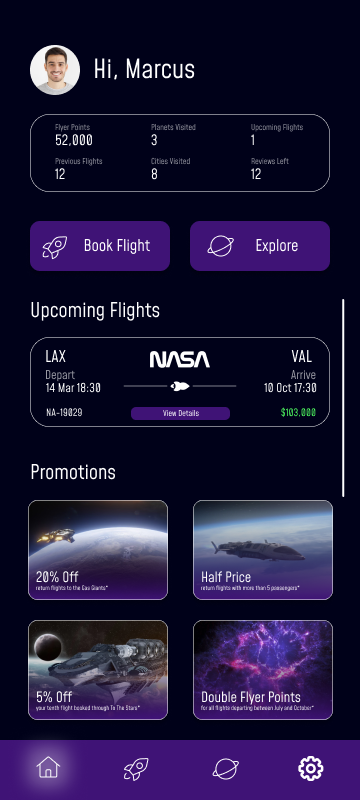 Hi, Marcus
Flyer Points Planets Visited Upcoming Flights
52,000 3 1
Previous Flights Cities Visited Reviews Left
12 8 12
Book Flight Explore
Upcoming Flights
LAX NASA VAL
Depart Arrive
14 Mar 18:30 10 Oct 17:30
NA-19029 View Details $103,000
Promotions
20% Off
return flights to the Gas Giants*
Half Price
return flights with more than 5 passengers*
5% Off
your tenth flight booked through To The Stars*
Double Flyer Points
for all flights departing between July and October*